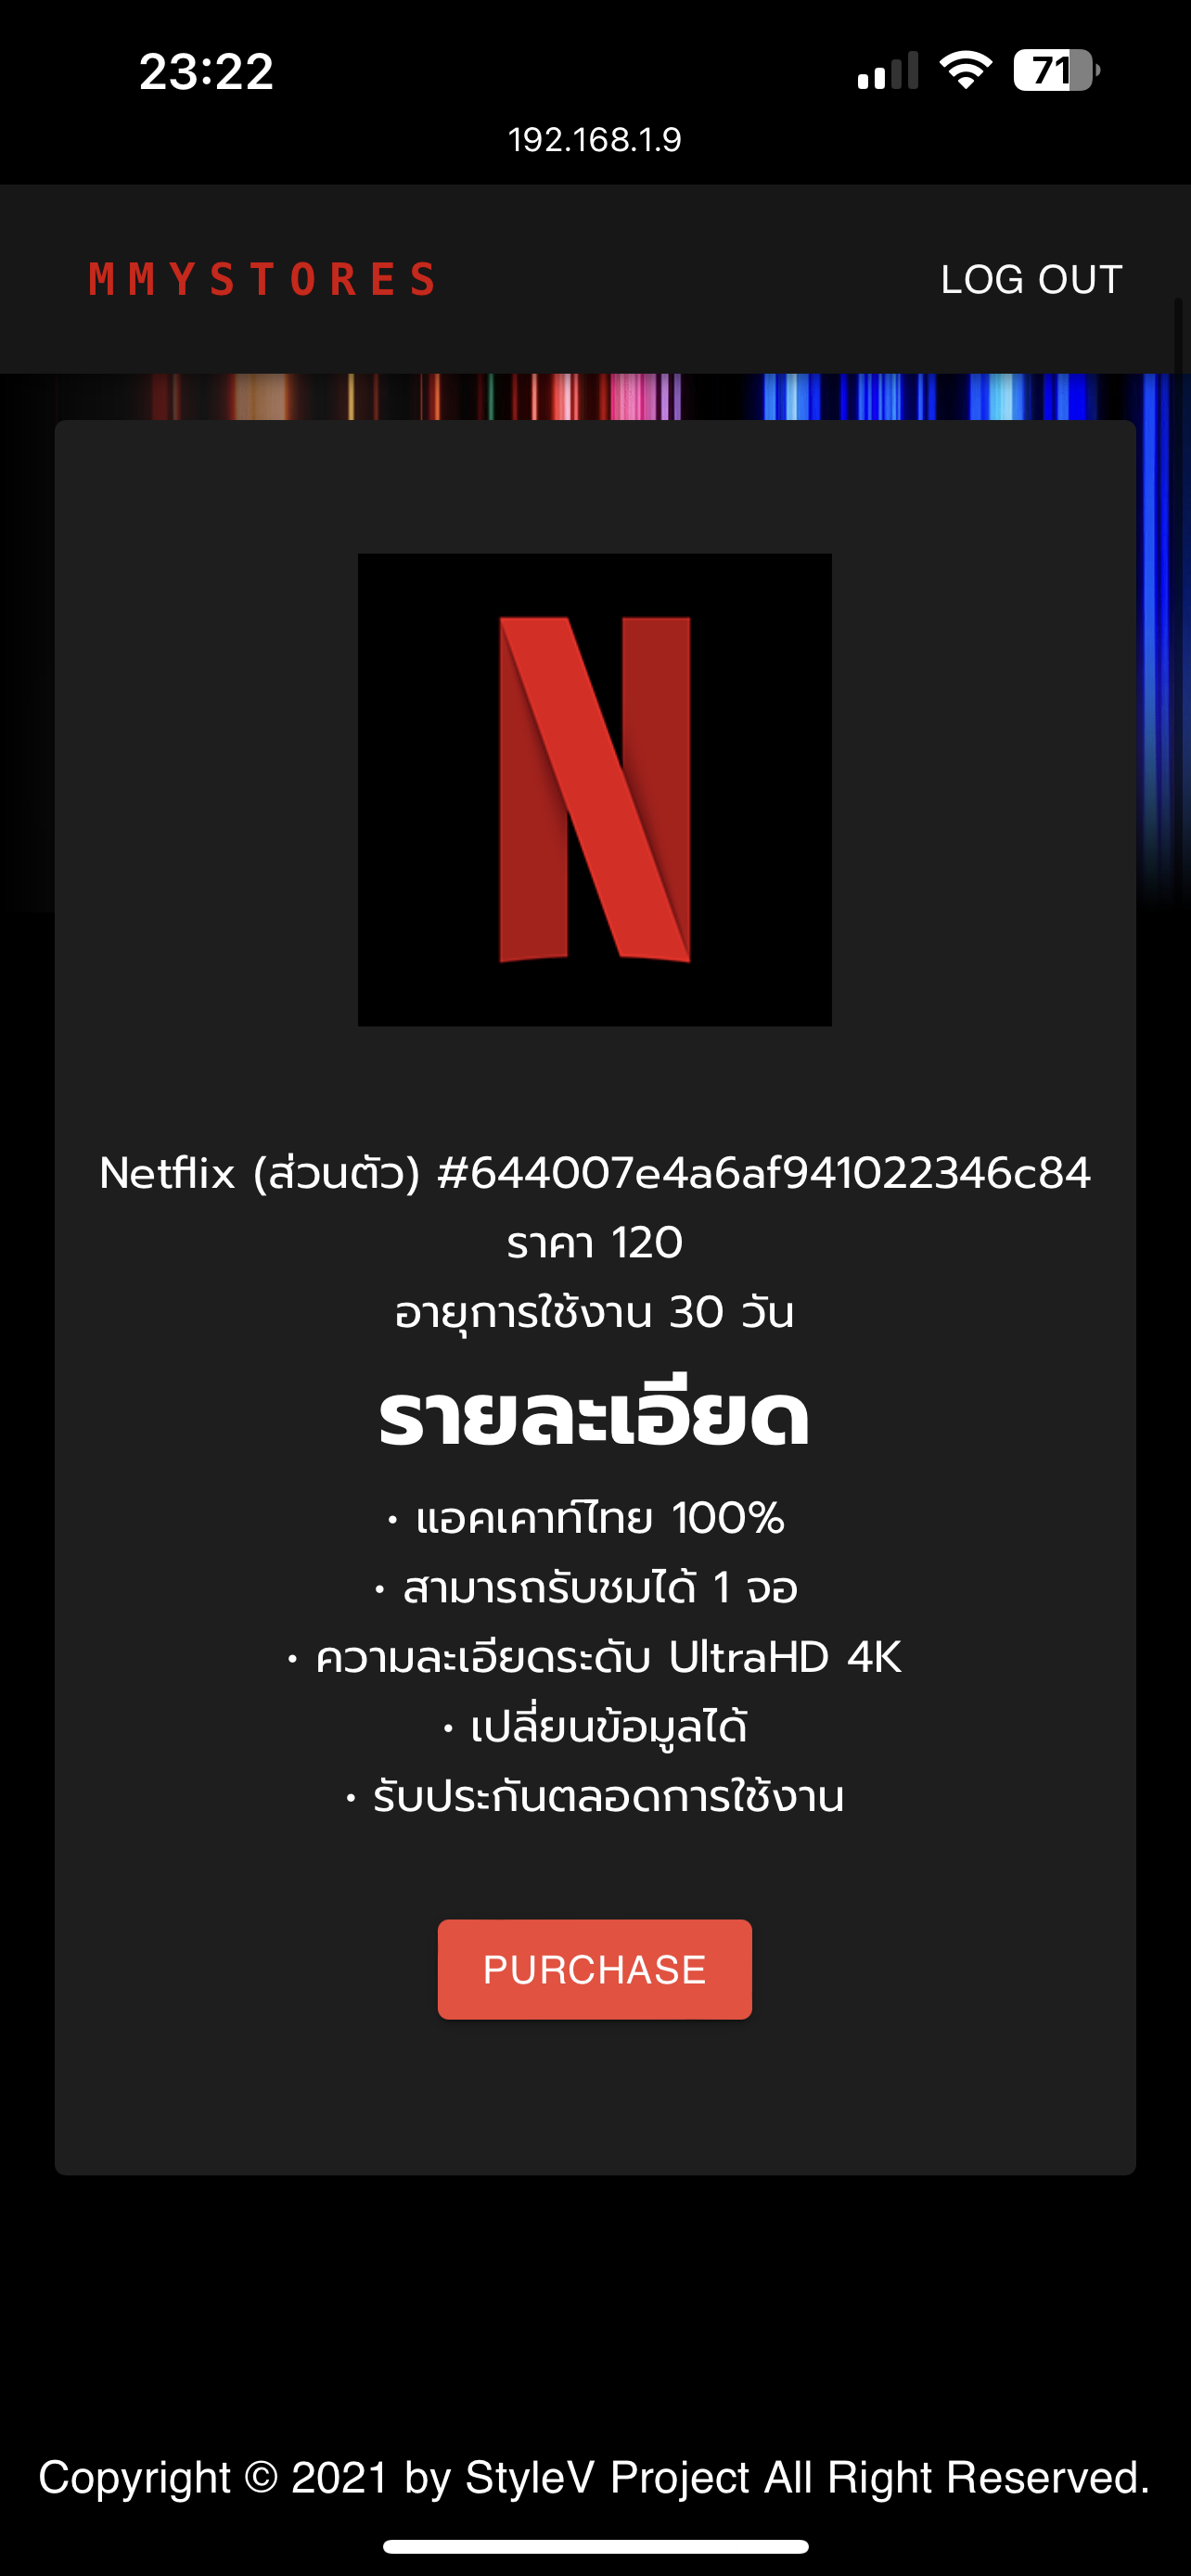 23:22
71
192.168.1.9
MMYSTORES
LOG OUT
Netflix (ส่วนตัว) #644007e4a6af941022346c84
ราคา 120
อายุการใช้งาน 30 วัน
รายละเอียด
• แอคเคาท์ไทย 100%
• สามารถรับชมได้ 1 จอ
• ความละเอียดระดับ UltraHD 4K
• เปลี่ยนข้อมูลได้
• รับประกันตลอดการใช้งาน
PURCHASE
Copyright © 2021 by StyleV Project All Right Reserved.